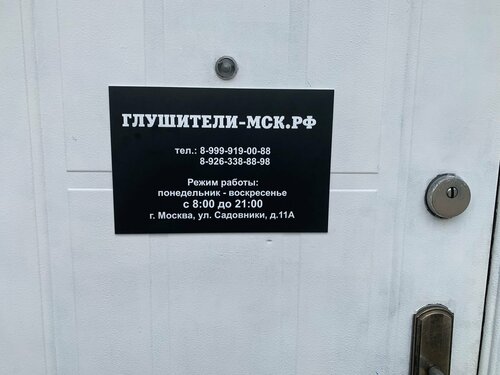 ГЛУШИТЕЛИ-МСК.РФ
тел.: 8-999-919-00-88
8-926-338-88-98
Режим работы:
понедельник - воскресенье
с 8:00 до 21:00
г. Москва, ул. Садовники, д.11А